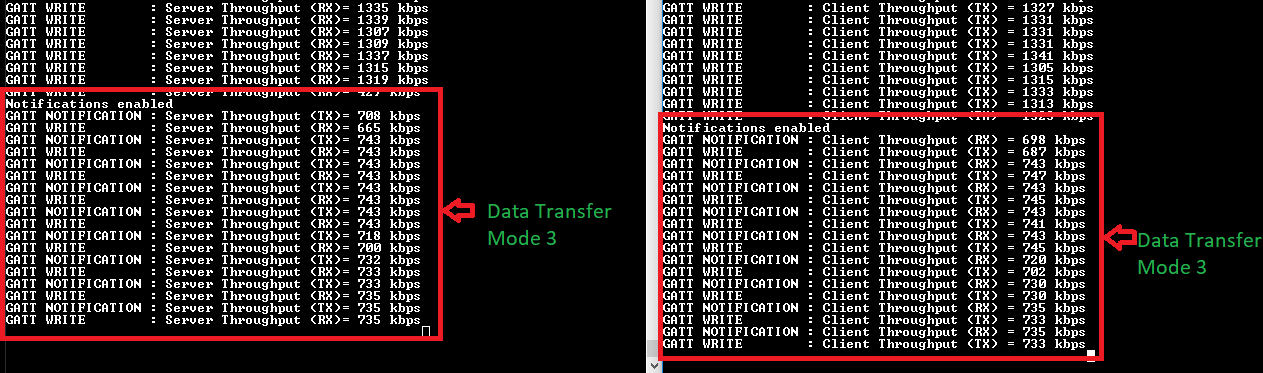 GATT WRITE : Server Throughput (RX)= 1335 kbps
GATT WRITE : Server Throughput (RX)= 1339 kbps
GATT WRITE : Server Throughput (RX)= 1307 kbps
GATT WRITE : Server Throughput (RX)= 1309 kbps
GATT WRITE : Server Throughput (RX)= 1337 kbps
GATT WRITE : Server Throughput (RX)= 1315 kbps
GATT WRITE : Server Throughput (RX)= 1319 kbps
GATT WRITE : Server Throughput (RX)= 427 kbps
Notifications enabled
GATT NOTIFICATION : Server Throughput (TX)= 708 kbps
GATT WRITE : Server Throughput (RX)= 665 kbps
GATT NOTIFICATION : Server Throughput (TX)= 743 kbps
GATT WRITE : Server Throughput (RX)= 743 kbps
GATT NOTIFICATION : Server Throughput (TX)= 743 kbps
GATT WRITE : Server Throughput (RX)= 743 kbps
GATT NOTIFICATION : Server Throughput (TX)= 743 kbps
GATT WRITE : Server Throughput (RX)= 743 kbps
GATT NOTIFICATION : Server Throughput (TX)= 743 kbps
GATT WRITE : Server Throughput (RX)= 743 kbps
GATT NOTIFICATION : Server Throughput (TX)= 718 kbps
GATT WRITE : Server Throughput (RX)= 700 kbps
GATT NOTIFICATION : Server Throughput (TX)= 732 kbps
GATT WRITE : Server Throughput (RX)= 733 kbps
GATT NOTIFICATION : Server Throughput (TX)= 733 kbps
GATT WRITE : Server Throughput (RX)= 735 kbps
GATT NOTIFICATION : Server Throughput (TX)= 735 kbps
GATT WRITE : Server Throughput (RX)= 735 kbps
Data Transfer
Mode 3
GATT WRITE : Client Throughput (TX) = 1327 kbps
GATT WRITE : Client Throughput (TX) = 1331 kbps
GATT WRITE : Client Throughput (TX) = 1331 kbps
GATT WRITE : Client Throughput (TX) = 1331 kbps
GATT WRITE : Client Throughput (TX) = 1341 kbps
GATT WRITE : Client Throughput (TX) = 1305 kbps
GATT WRITE : Client Throughput (TX) = 1315 kbps
GATT WRITE : Client Throughput (TX) = 1333 kbps
GATT WRITE : Client Throughput (TX) = 1313 kbps
GATT WRITE : Client Throughput (TX) = kbps
Notifications enabled
GATT NOTIFICATION : Client Throughput (RX) = 698 kbps
GATT WRITE : Client Throughput (TX) = 687 kbps
GATT NOTIFICATION : Client Throughput (RX) = 743 kbps
GATT WRITE : Client Throughput (TX) = 747 kbps
GATT NOTIFICATION : Client Throughput (RX) = 743 kbps
GATT WRITE : Client Throughput (TX) = 745 kbps
GATT NOTIFICATION : Client Throughput (RX) = 743 kbps
GATT WRITE : Client Throughput (TX) = 741 kbps
GATT NOTIFICATION : Client Throughput (RX) = 743 kbps
GATT WRITE : Client Throughput (TX) = 745 kbps
GATT NOTIFICATION : Client Throughput (RX) = 720 kbps
GATT WRITE : Client Throughput (TX) = 702 kbps
GATT NOTIFICATION : Client Throughput (RX) = 730 kbps
GATT WRITE : Client Throughput (TX) = 730 kbps
GATT NOTIFICATION : Client Throughput (RX) = 735 kbps
GATT WRITE : Client Throughput (TX) = 733 kbps
GATT NOTIFICATION : Client Throughput (RX) = 735 kbps
GATT WRITE : Client Throughput (TX) = 733 kbps
Data Transfer
Mode 3